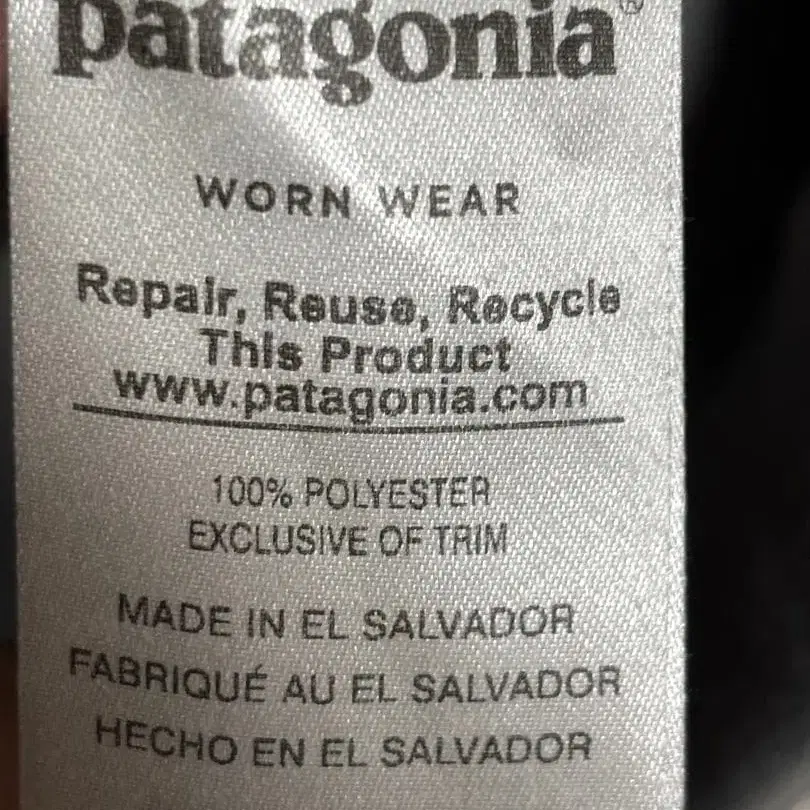 patagonia®
WORN WEAR
Repair, Reuse, Recycle
This Product
www.patagonia.com
100% POLYESTER
EXCLUSIVE OF TRIM
MADE IN EL SALVADOR
FABRIQUÉ AU EL SALVADOR
HECHO EN EL SALVADOR